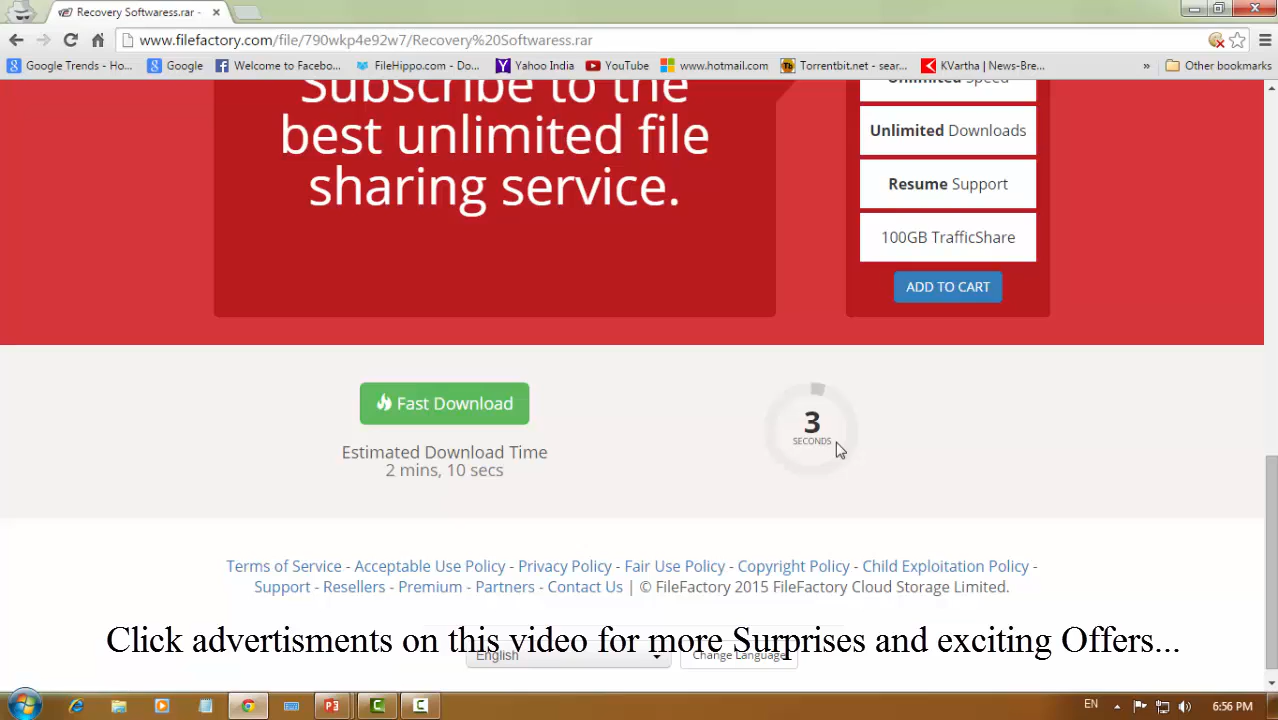 Recovery Softwaress.rar -
www.filefactory.com/file/790wkp4e92w7/Recovery%20Softwaress.rar
Google Trends - Ho... Google Welcome to Facebo... FileHippo.com - Do... Yahoo India YouTube www.hotmail.com Torrentbit.net - sear... KVartha | News-Bre... » Other bookmarks
Subscribe to the
best unlimited file
sharing service.
Unlimited Speed
Unlimited Downloads
Resume Support
100GB TrafficShare
ADD TO CART
Fast Download
Estimated Download Time
2 mins, 10 secs
3
SECONDS
Terms of Service - Acceptable Use Policy - Privacy Policy - Fair Use Policy - Copyright Policy - Child Exploitation Policy -
Support - Resellers - Premium - Partners - Contact Us | © FileFactory 2015 FileFactory Cloud Storage Limited.
Click advertisments on this video for more Surprises and exciting Offers...
English Change Language
EN 6:56 PM